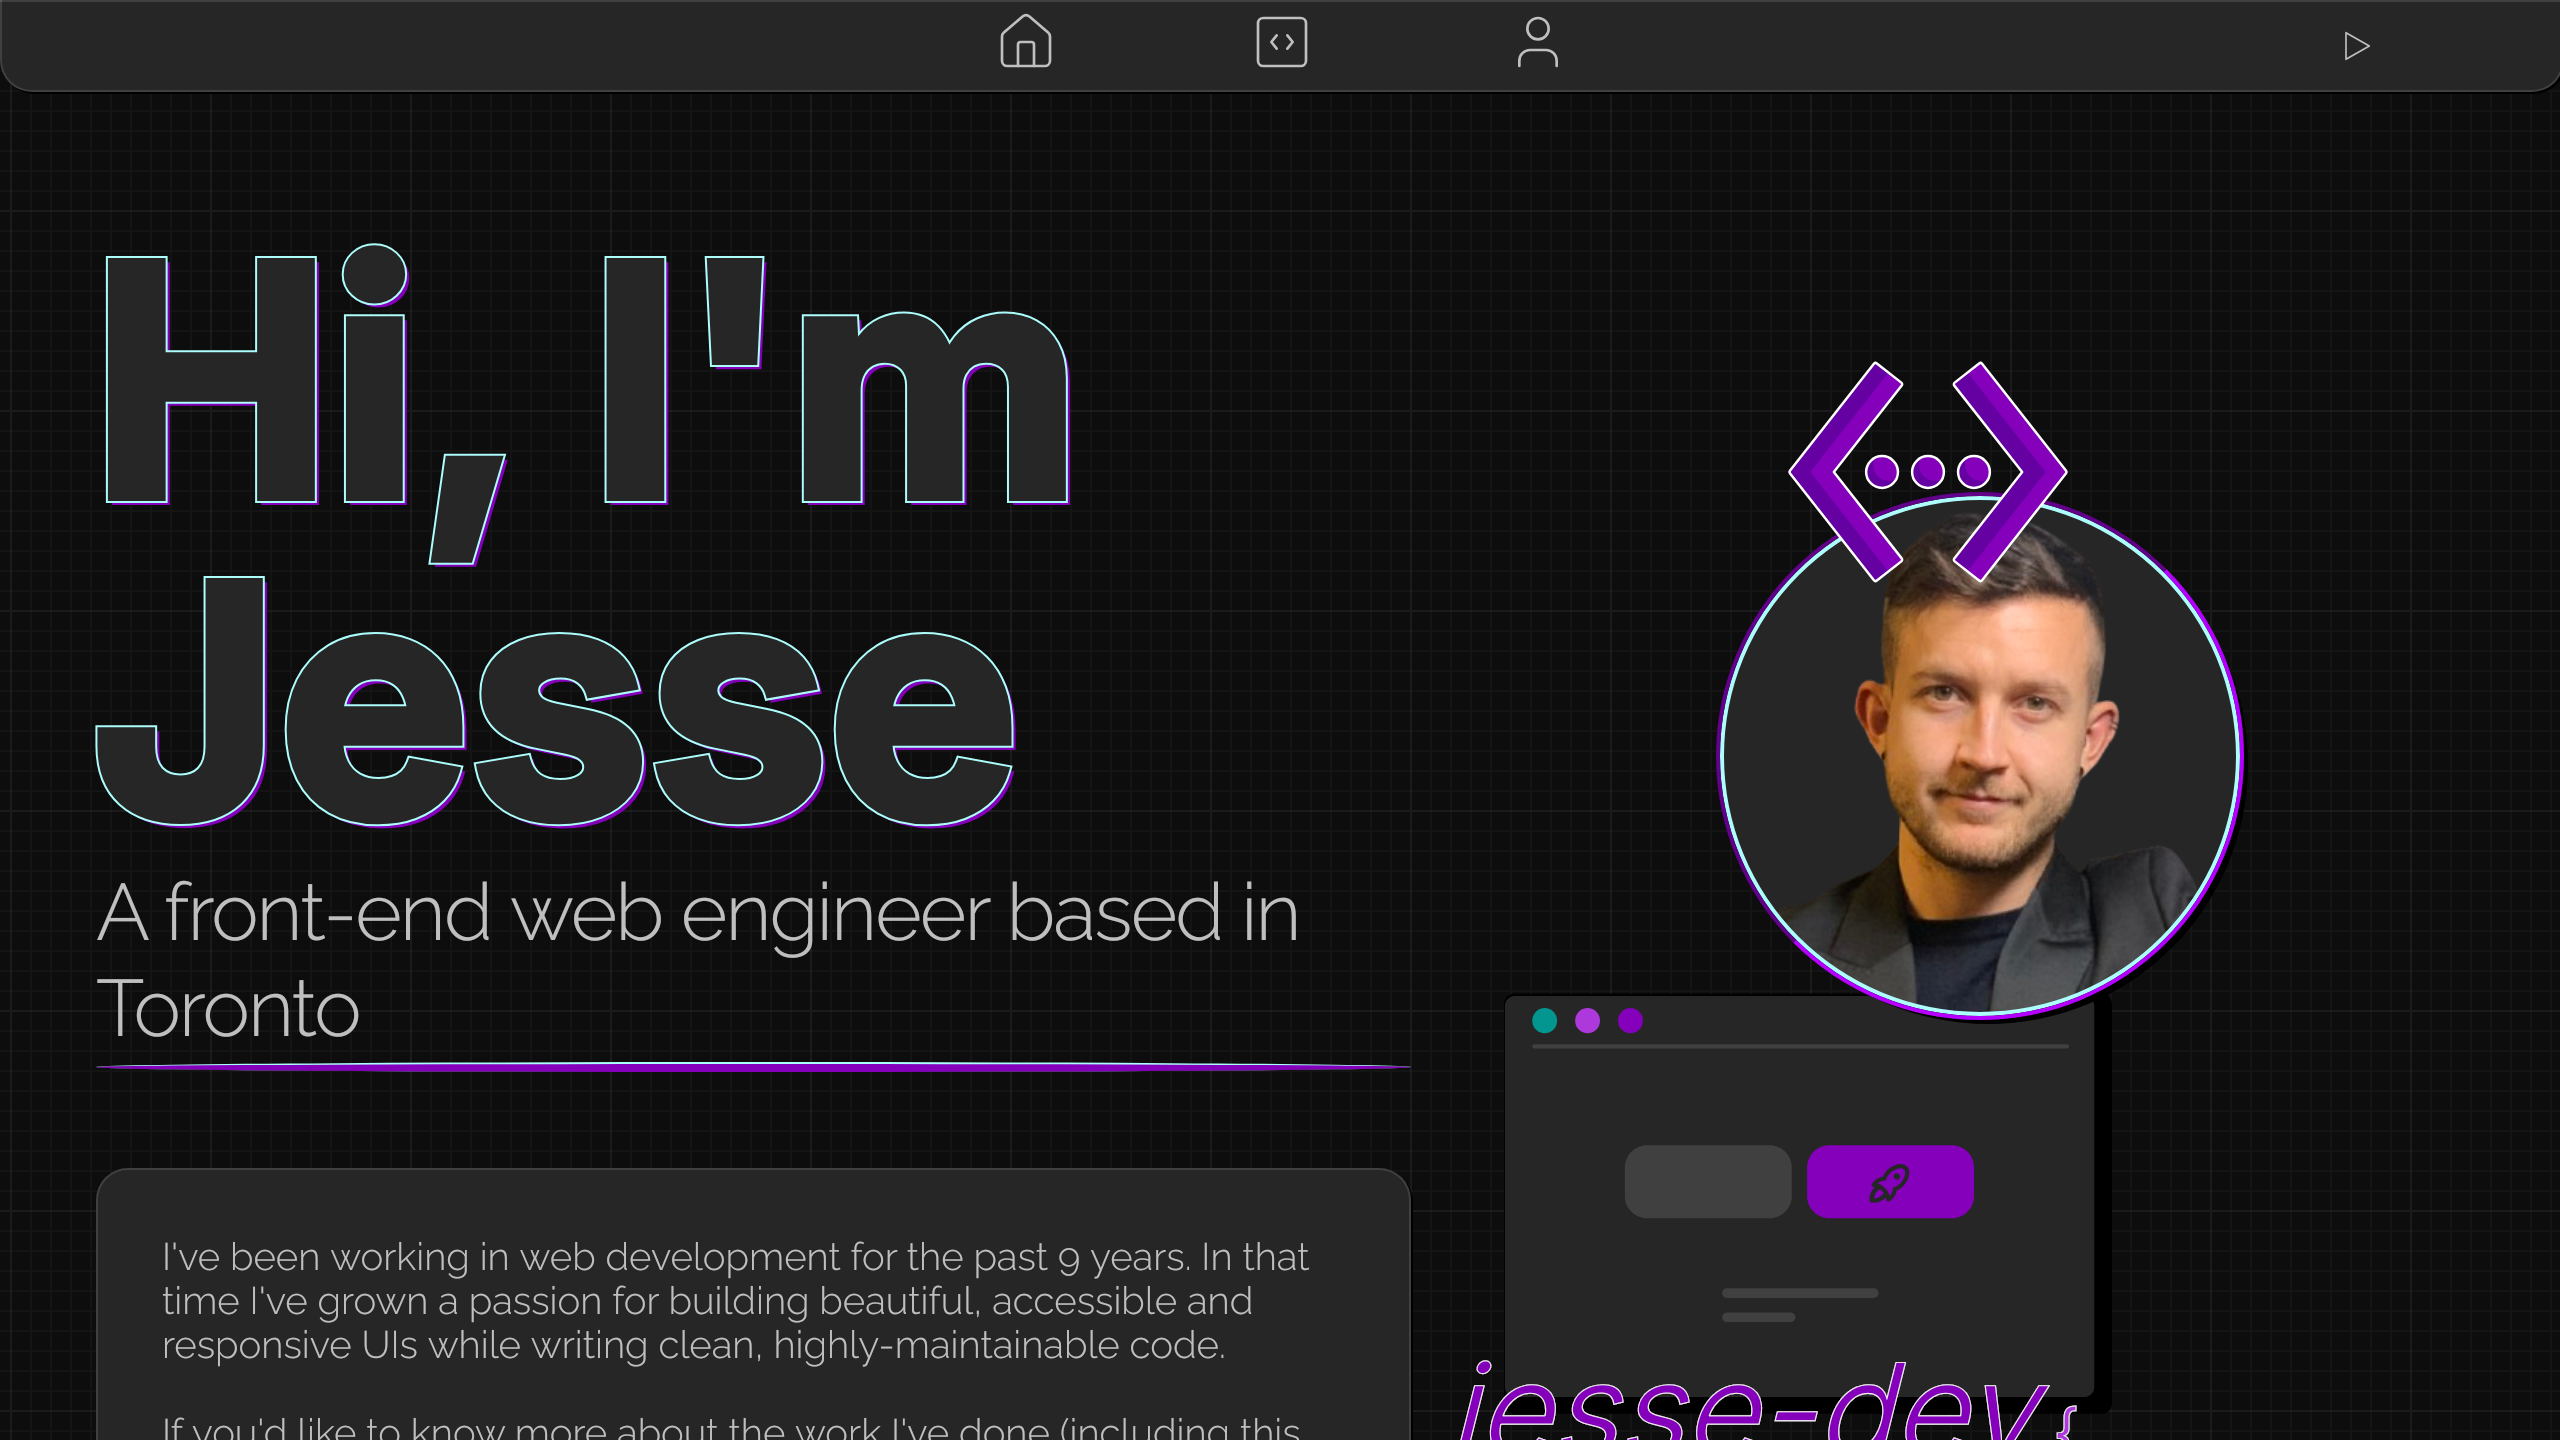 Hi, I'm
Jesse
A front-end web engineer based in
Toronto
I've been working in web development for the past 9 years. In that
time I've grown a passion for building beautiful, accessible and
responsive UIs while writing clean, highly-maintainable code.
If you'd like to know more about the work I've done (including this
jesse-dev {